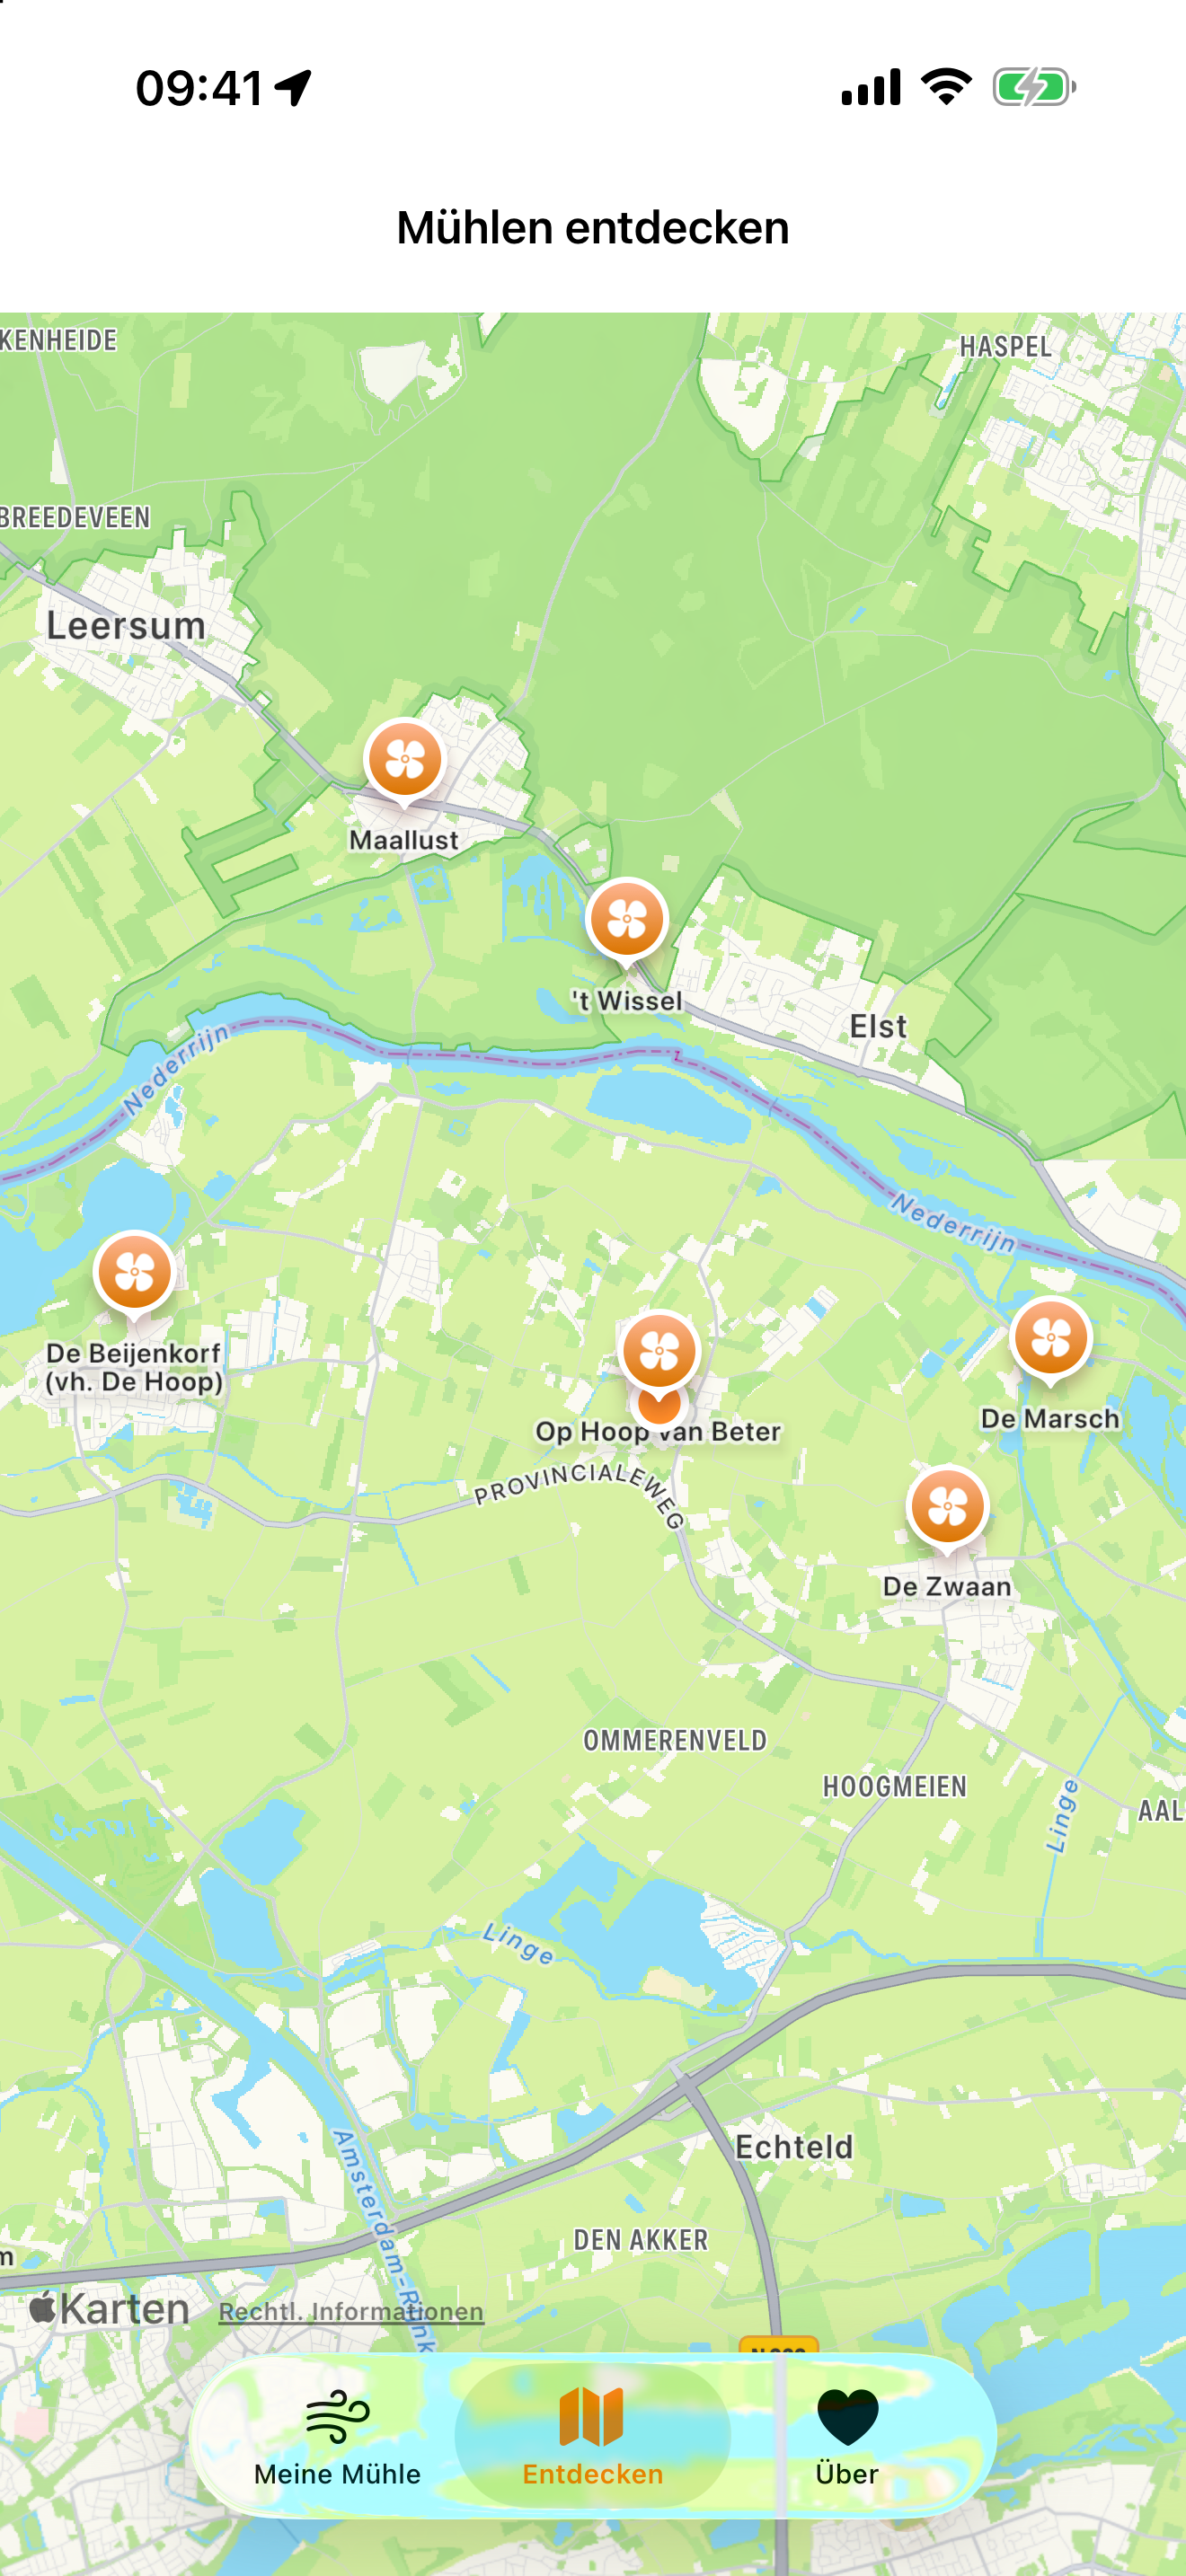 09:41
Mühlen entdecken
KENHEIDE
HASPEL
BREEDEVEEN
Leersum
Maallust
't Wissel
Elst
Nederrijn
Nederrijn
De Beijenkorf
(vh. De Hoop)
Op Hoop van Beter
De Marsch
PROVINCIALEWEG
De Zwaan
OMMERENVELD
HOOGMEIEN
Linge
AAL
Linge
Amsterdam-Rijnk
Echteld
DEN AKKER
m
Karten
Rechtl. Informationen
Meine Mühle
Entdecken
Über